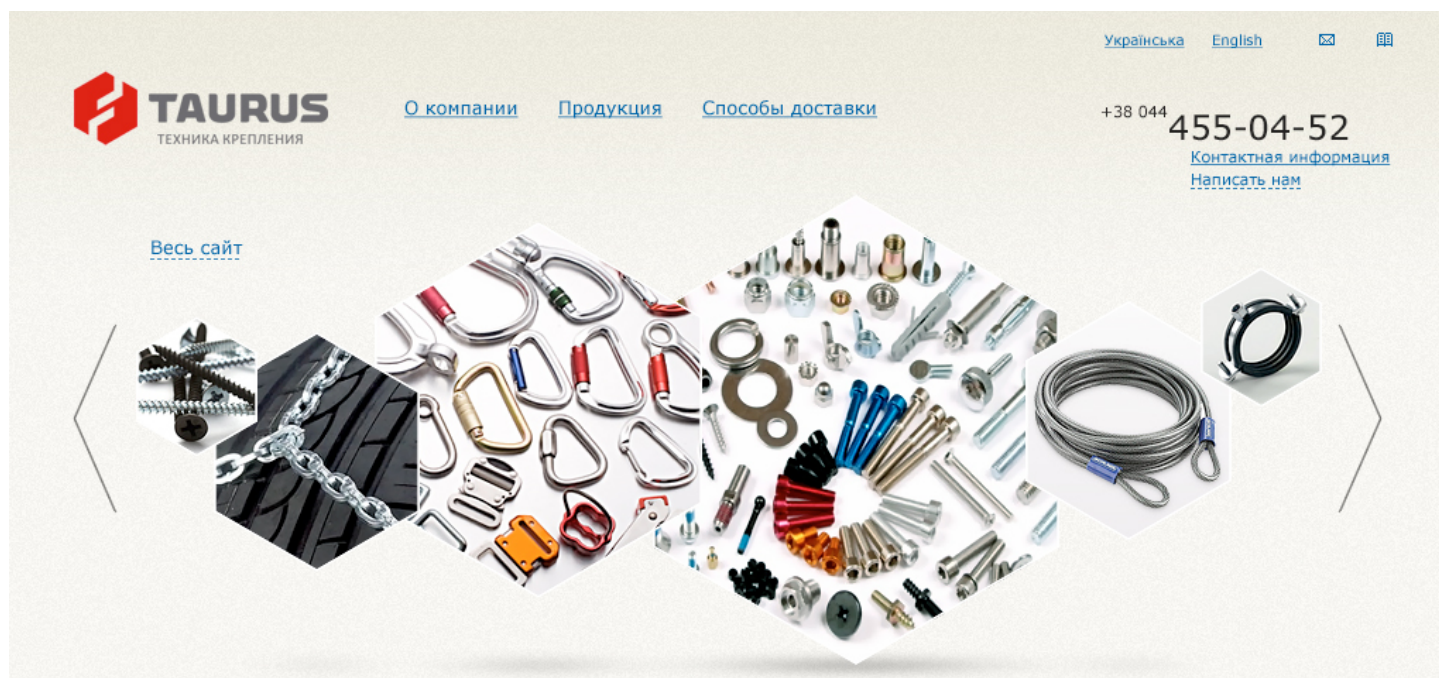 Українська English
TAURUS
ТЕХНИКА КРЕПЛЕНИЯ
О компании Продукция Способы доставки
+38 044 455-04-52
Контактная информация
Написать нам
Весь сайт